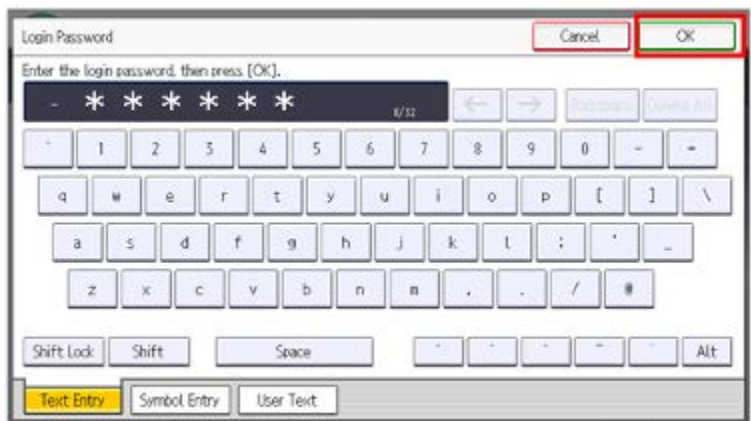 Login Password Cancel OK
Enter the login password, then press [OK].
- ****** 0/32 ← → Backspace Delete All
` 1 2 3 4 5 6 7 8 9 0 - =
q w e r t y u i o p [ ] \
a s d f g h j k l ; ' _
z x c v b n m , . / @
Shift Lock Shift Space Alt
Text Entry Symbol Entry User Text